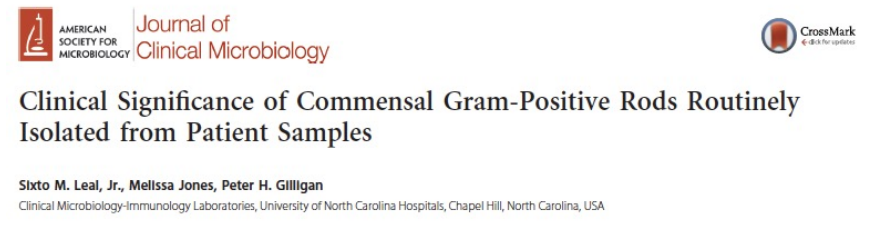 AMERICAN
SOCIETY FOR
MICROBIOLOGY
Journal of
Clinical Microbiology
CrossMark
click for updates
Clinical Significance of Commensal Gram-Positive Rods Routinely
Isolated from Patient Samples
Sixto M. Leal, Jr., Melissa Jones, Peter H. Gilligan
Clinical Microbiology-Immunology Laboratories, University of North Carolina Hospitals, Chapel Hill, North Carolina, USA